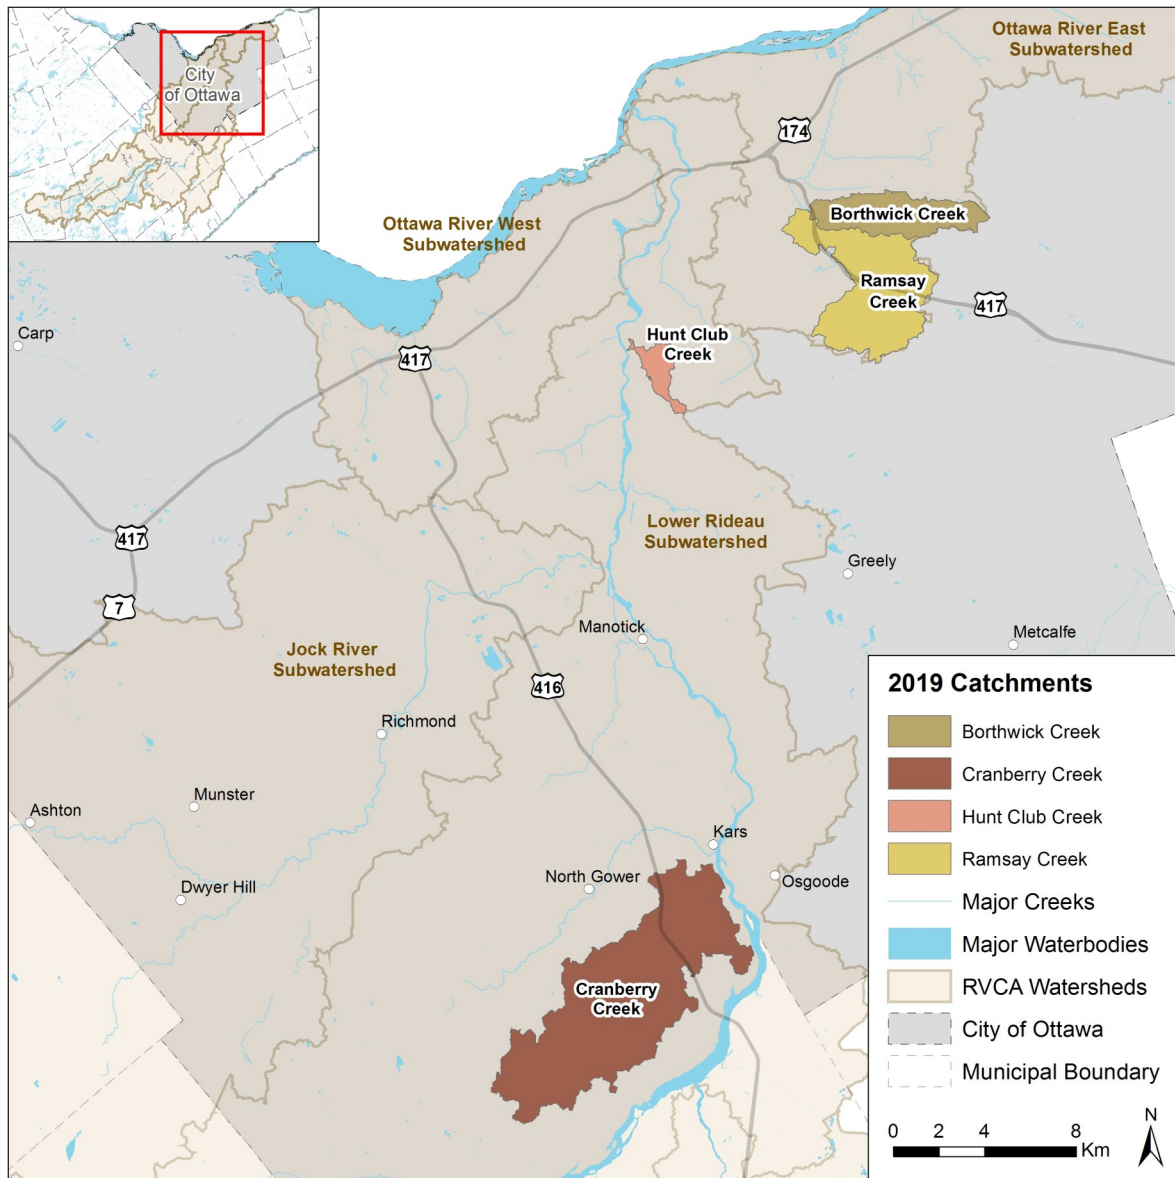 City
of Ottawa
Ottawa River East
Subwatershed
174
Borthwick Creek
Ottawa River West
Subwatershed
Ramsay
Creek
417
Hunt Club
Creek
Carp
417
Lower Rideau
Subwatershed
417
Greely
7
Manotick
Metcalfe
Jock River
Subwatershed
416
Richmond
Munster
Ashton
Kars
Dwyer Hill
North Gower
Osgoode
Cranberry
Creek
2019 Catchments
Borthwick Creek
Cranberry Creek
Hunt Club Creek
Ramsay Creek
Major Creeks
Major Waterbodies
RVCA Watersheds
City of Ottawa
Municipal Boundary
N
0 2 4 8
Km